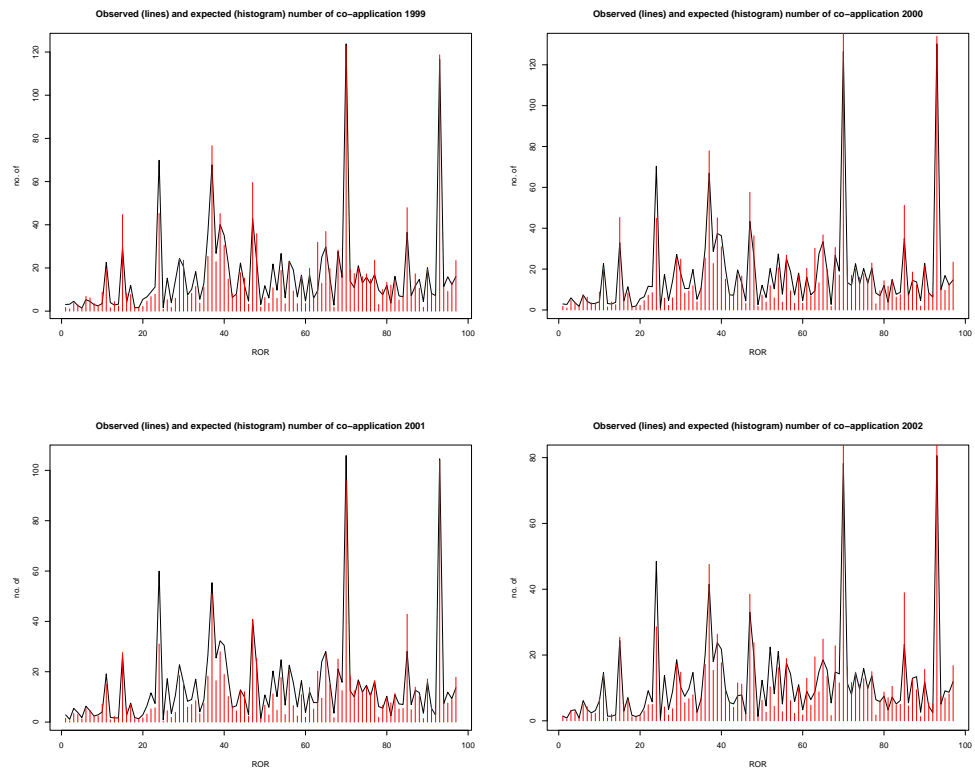 Observed (lines) and expected (histogram) number of co−application 1999
no. of
0 20 40 60 80 100 120
0 20 40 60 80 100
ROR
Observed (lines) and expected (histogram) number of co−application 2000
no. of
0 20 40 60 80 100 120
0 20 40 60 80 100
ROR
Observed (lines) and expected (histogram) number of co−application 2001
no. of
0 20 40 60 80 100
0 20 40 60 80 100
ROR
Observed (lines) and expected (histogram) number of co−application 2002
no. of
0 20 40 60 80
0 20 40 60 80 100
ROR